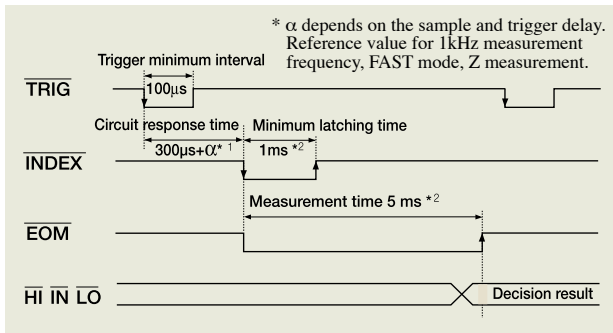 * α depends on the sample and trigger delay.
Reference value for 1kHz measurement
frequency, FAST mode, Z measurement.
Trigger minimum interval
TRIG
100µs
Circuit response time
Minimum latching time
300µs+α* 1
1ms *2
INDEX
Measurement time 5 ms *2
EOM
HI IN LO
Decision result